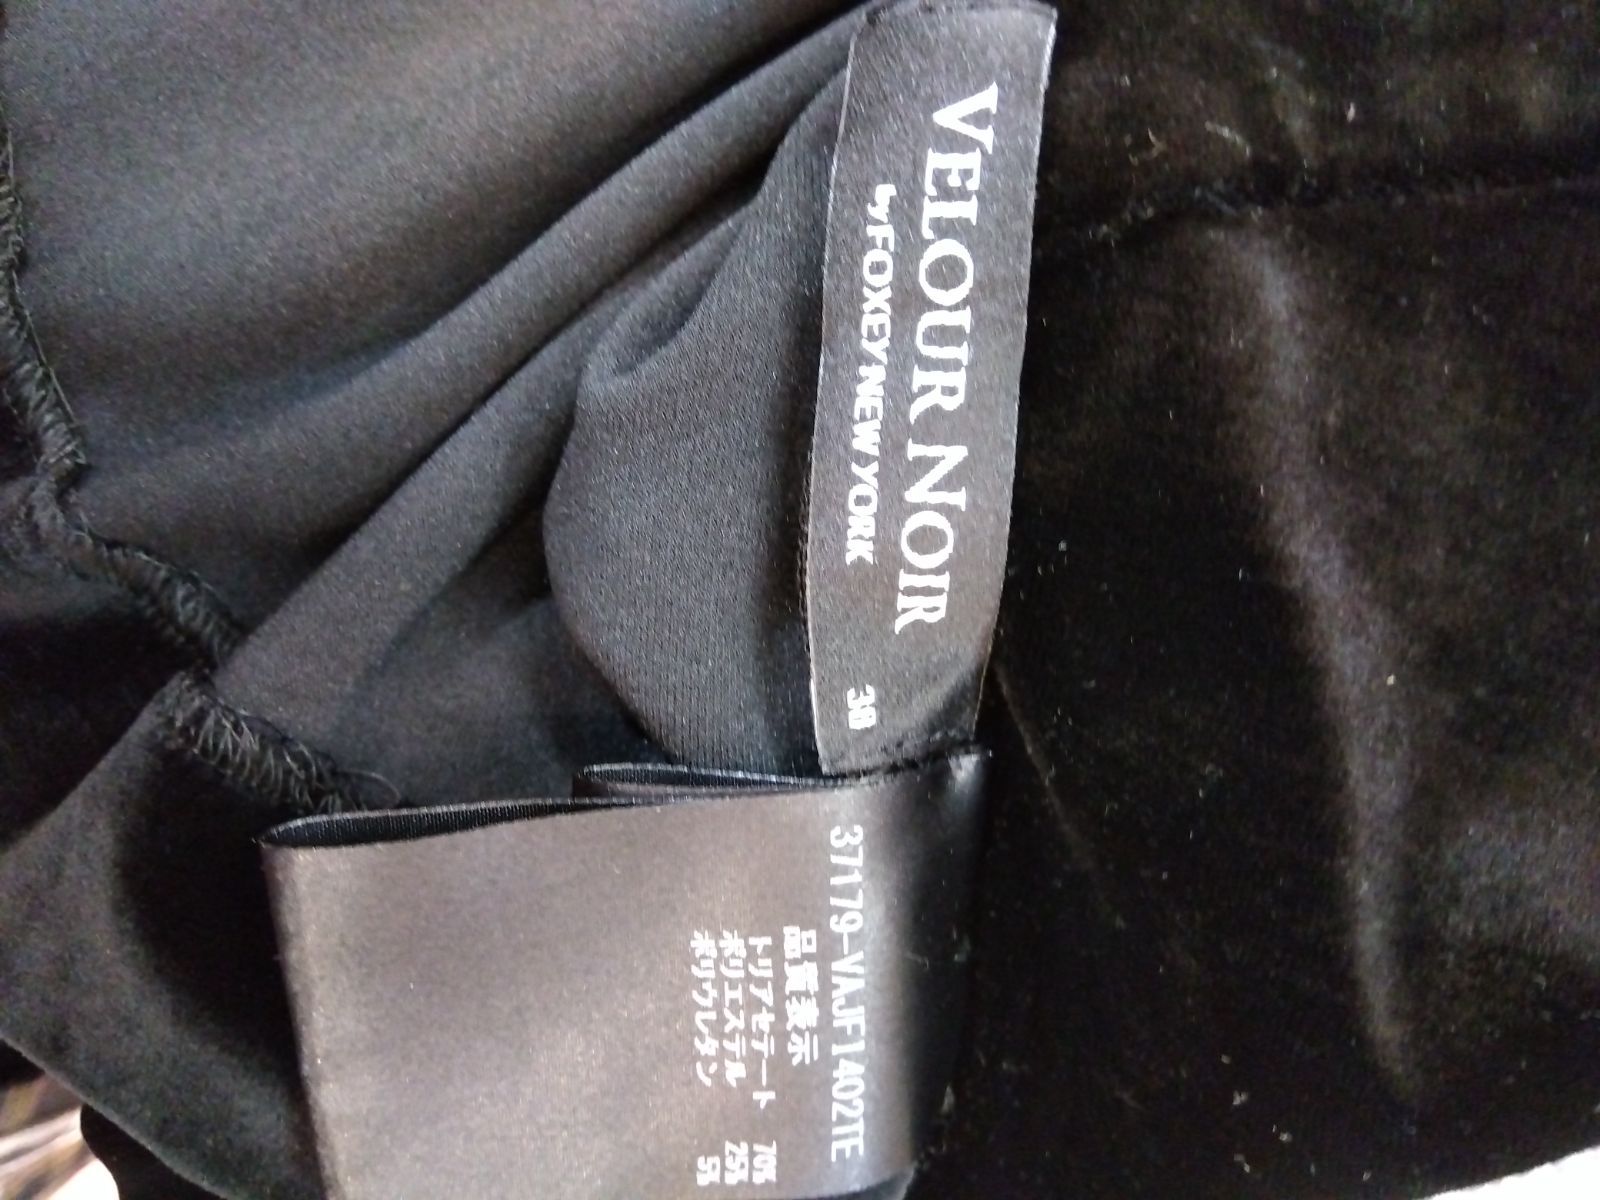 VELOUR NOIR
by FOXEY NEW YORK
38
37179-VAJF1402TE
品質表示
トリアセテート 70%
ポリエステル 25%
ポリウレタン 5%